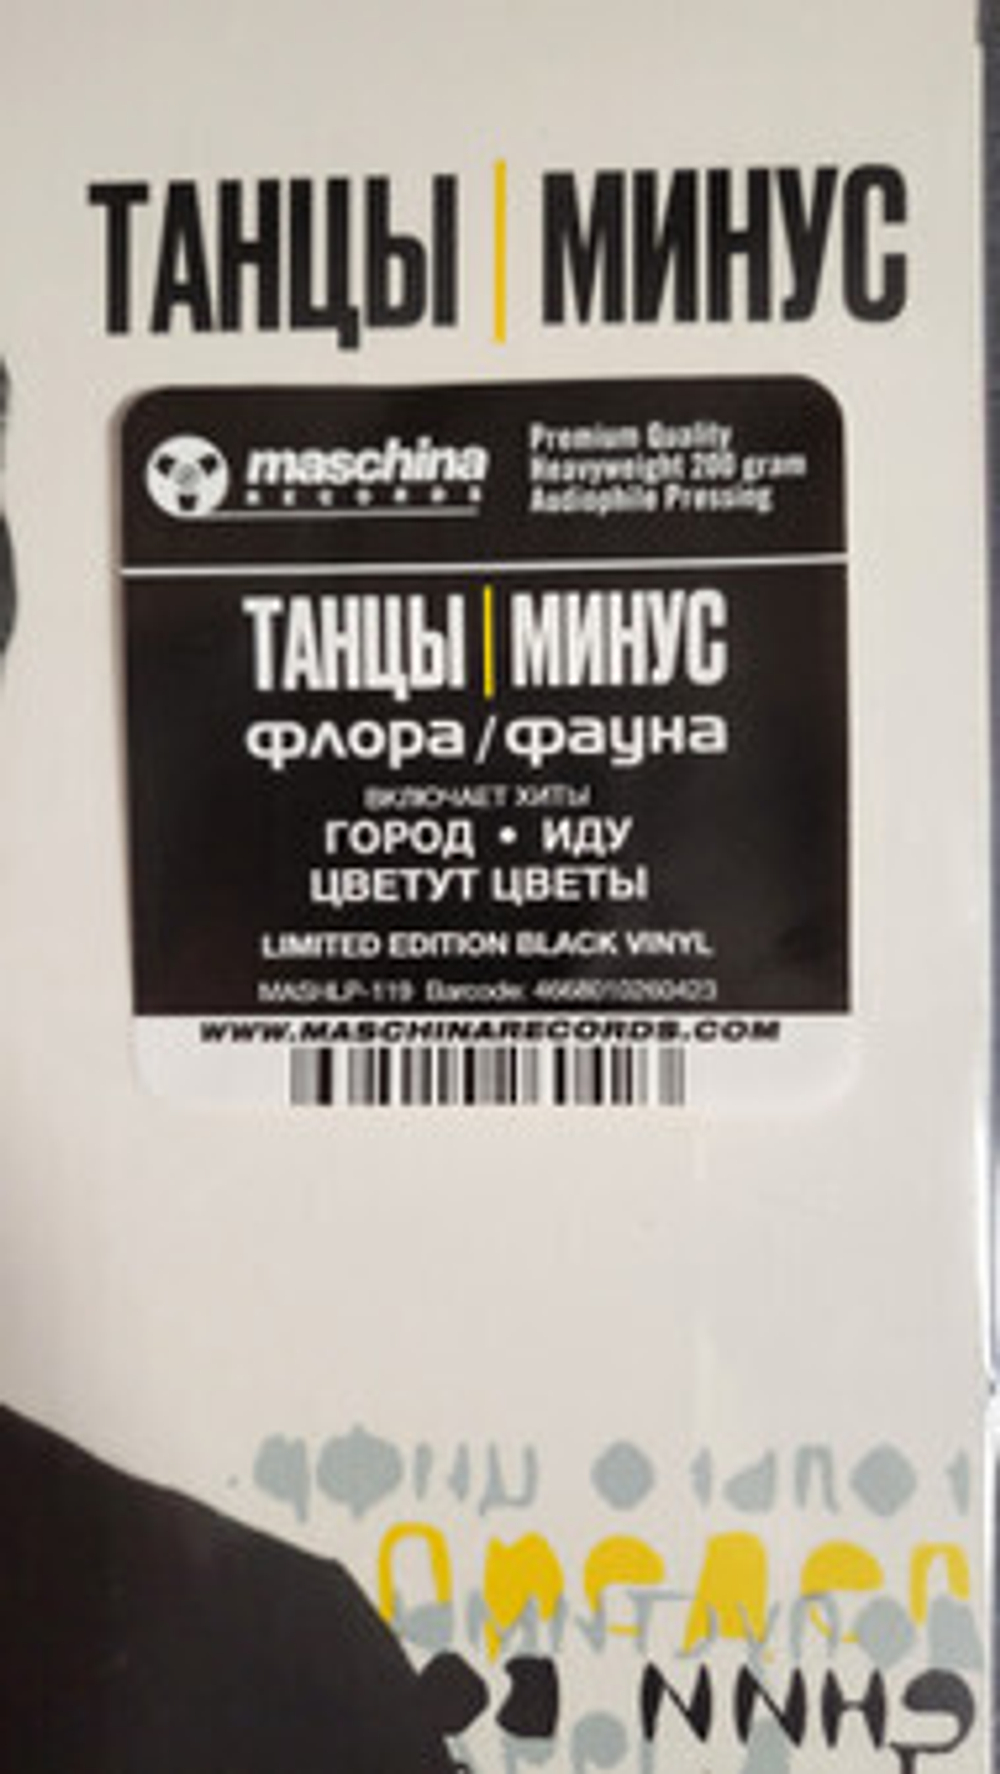 ТАНЦЫ | МИНУС
maschina
RECORDS
Premium Quality
Heavyweight 200 gram
Audiophile Pressing
ТАНЦЫ | МИНУС
флора/фауна
ВКЛЮЧАЕТ ХИТЫ
ГОРОД • ИДУ
ЦВЕТУТ ЦВЕТЫ
LIMITED EDITION BLACK VINYL
MASHLP-119 Barcode: 4668010260423
WWW.MASCHINARECORDS.COM